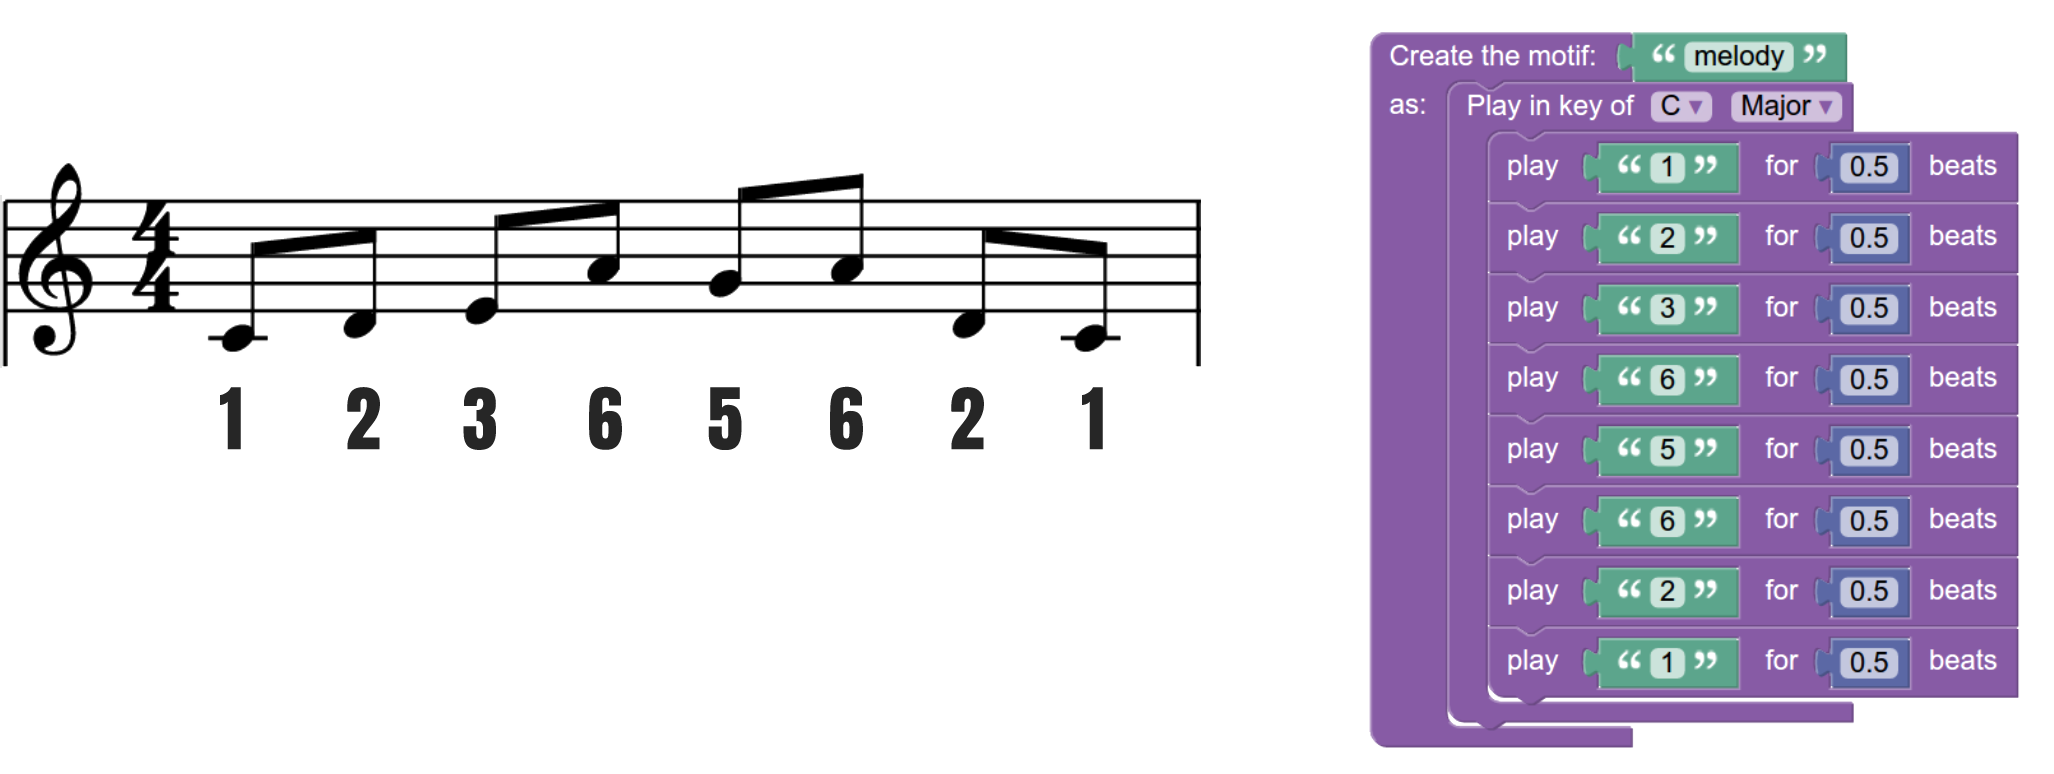 4
4
1 2 3 6 5 6 2 1
Create the motif: “ melody ”
as: Play in key of C ▾ Major ▾
play “ 1 ” for 0.5 beats
play “ 2 ” for 0.5 beats
play “ 3 ” for 0.5 beats
play “ 6 ” for 0.5 beats
play “ 5 ” for 0.5 beats
play “ 6 ” for 0.5 beats
play “ 2 ” for 0.5 beats
play “ 1 ” for 0.5 beats